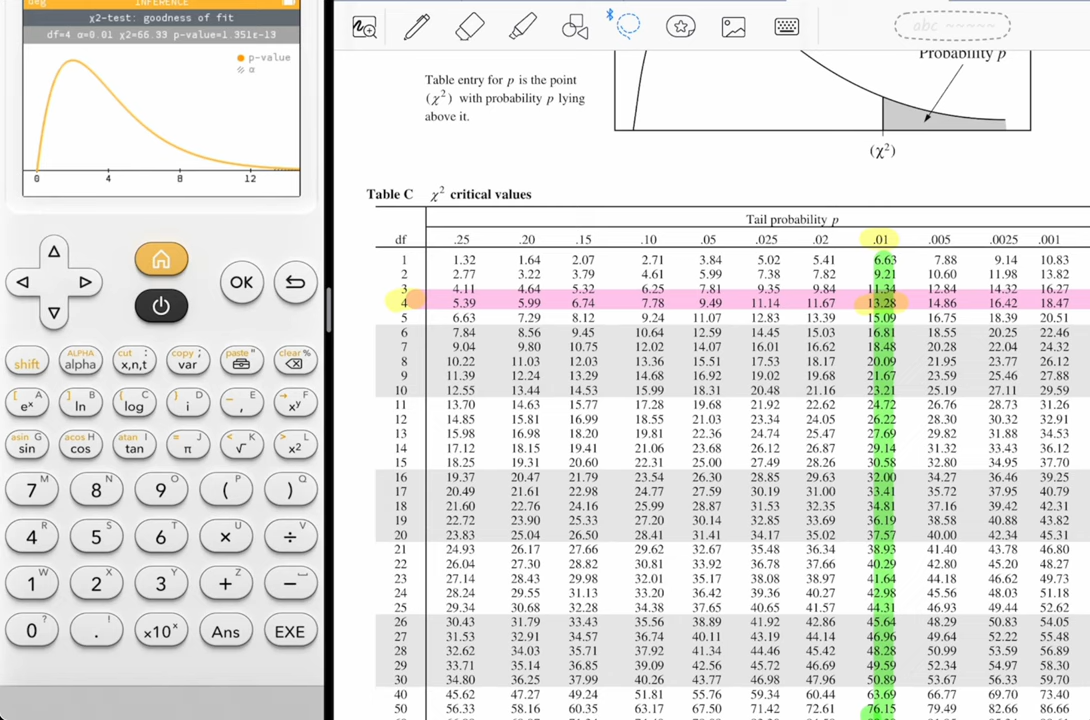 deg
INFERENCE
χ2-test: goodness of fit
df=4 α=0.01 χ2=66.33 p-value=1.351ᴇ-13
p-value
α
0 4 8 12
OK
shift
ALPHA
alpha
cut :
x,n,t
copy ;
var
paste "
clear %
[ A
eˣ
] B
ln
{ C
log
} D
i
_ E
,
→ F
xʸ
asin G
sin
acos H
cos
atan I
tan
= J
π
< K
√
> L
x²
7 M
8 N
9 O
( P
) Q
4 R
5 S
6 T
× U
÷ V
1 W
2 X
3 Y
+ Z
−
0 ?
. !
×10ˣ
Ans
EXE
abc
Probability p
Table entry for p is the point
(χ²) with probability p lying
above it.
(χ²)
Table C χ² critical values
Tail probability p
df .25 .20 .15 .10 .05 .025 .02 .01 .005 .0025 .001
1 1.32 1.64 2.07 2.71 3.84 5.02 5.41 6.63 7.88 9.14 10.83
2 2.77 3.22 3.79 4.61 5.99 7.38 7.82 9.21 10.60 11.98 13.82
3 4.11 4.64 5.32 6.25 7.81 9.35 9.84 11.34 12.84 14.32 16.27
4 5.39 5.99 6.74 7.78 9.49 11.14 11.67 13.28 14.86 16.42 18.47
5 6.63 7.29 8.12 9.24 11.07 12.83 13.39 15.09 16.75 18.39 20.51
6 7.84 8.56 9.45 10.64 12.59 14.45 15.03 16.81 18.55 20.25 22.46
7 9.04 9.80 10.75 12.02 14.07 16.01 16.62 18.48 20.28 22.04 24.32
8 10.22 11.03 12.03 13.36 15.51 17.53 18.17 20.09 21.95 23.77 26.12
9 11.39 12.24 13.29 14.68 16.92 19.02 19.68 21.67 23.59 25.46 27.88
10 12.55 13.44 14.53 15.99 18.31 20.48 21.16 23.21 25.19 27.11 29.59
11 13.70 14.63 15.77 17.28 19.68 21.92 22.62 24.72 26.76 28.73 31.26
12 14.85 15.81 16.99 18.55 21.03 23.34 24.05 26.22 28.30 30.32 32.91
13 15.98 16.98 18.20 19.81 22.36 24.74 25.47 27.69 29.82 31.88 34.53
14 17.12 18.15 19.41 21.06 23.68 26.12 26.87 29.14 31.32 33.43 36.12
15 18.25 19.31 20.60 22.31 25.00 27.49 28.26 30.58 32.80 34.95 37.70
16 19.37 20.47 21.79 23.54 26.30 28.85 29.63 32.00 34.27 36.46 39.25
17 20.49 21.61 22.98 24.77 27.59 30.19 31.00 33.41 35.72 37.95 40.79
18 21.60 22.76 24.16 25.99 28.87 31.53 32.35 34.81 37.16 39.42 42.31
19 22.72 23.90 25.33 27.20 30.14 32.85 33.69 36.19 38.58 40.88 43.82
20 23.83 25.04 26.50 28.41 31.41 34.17 35.02 37.57 40.00 42.34 45.31
21 24.93 26.17 27.66 29.62 32.67 35.48 36.34 38.93 41.40 43.78 46.80
22 26.04 27.30 28.82 30.81 33.92 36.78 37.66 40.29 42.80 45.20 48.27
23 27.14 28.43 29.98 32.01 35.17 38.08 38.97 41.64 44.18 46.62 49.73
24 28.24 29.55 31.13 33.20 36.42 39.36 40.27 42.98 45.56 48.03 51.18
25 29.34 30.68 32.28 34.38 37.65 40.65 41.57 44.31 46.93 49.44 52.62
26 30.43 31.79 33.43 35.56 38.89 41.92 42.86 45.64 48.29 50.83 54.05
27 31.53 32.91 34.57 36.74 40.11 43.19 44.14 46.96 49.64 52.22 55.48
28 32.62 34.03 35.71 37.92 41.34 44.46 45.42 48.28 50.99 53.59 56.89
29 33.71 35.14 36.85 39.09 42.56 45.72 46.69 49.59 52.34 54.97 58.30
30 34.80 36.25 37.99 40.26 43.77 46.98 47.96 50.89 53.67 56.33 59.70
40 45.62 47.27 49.24 51.81 55.76 59.34 60.44 63.69 66.77 69.70 73.40
50 56.33 58.16 60.35 63.17 67.50 71.42 72.61 76.15 79.49 82.66 86.66